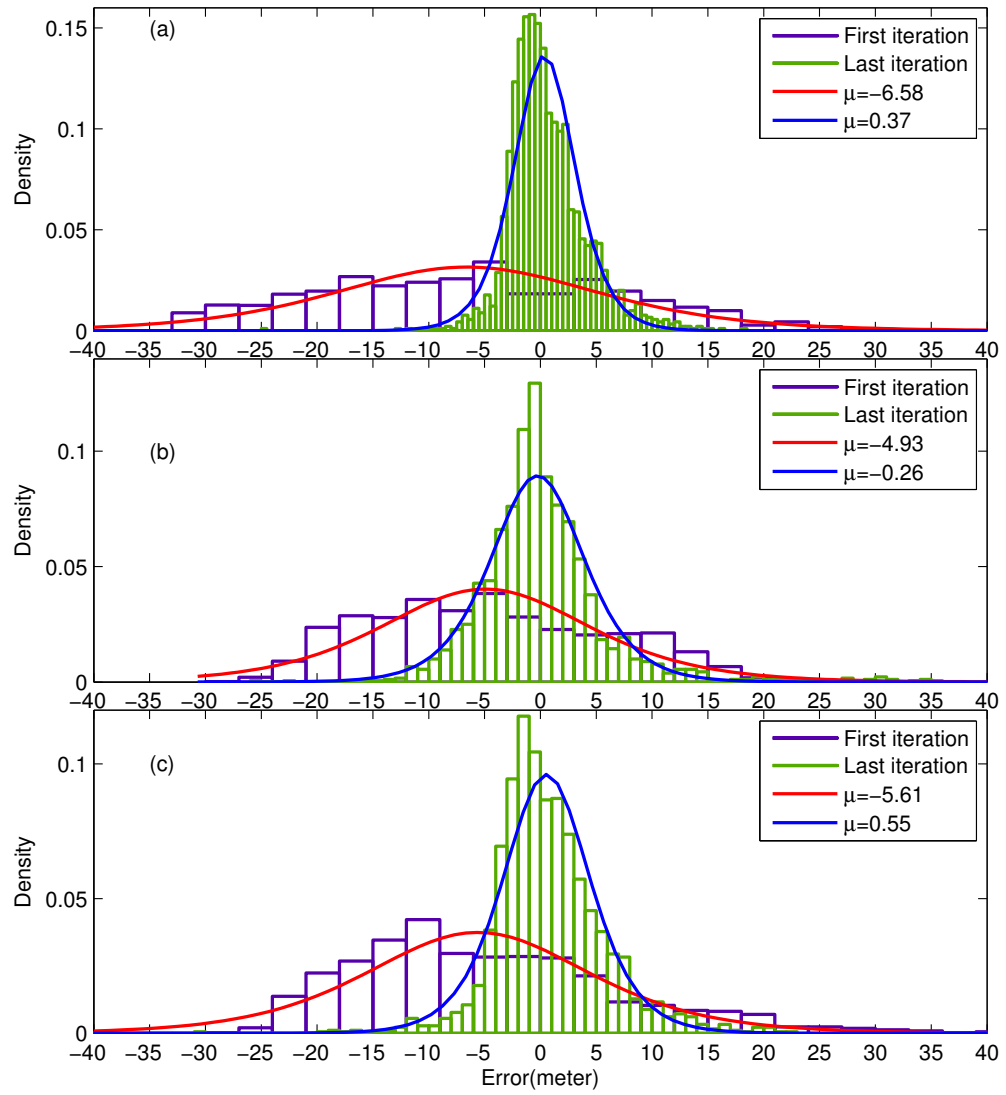 (a)
First iteration
Last iteration
μ=−6.58
μ=0.37
Density
0.15
0.1
0.05
0
−40 −35 −30 −25 −20 −15 −10 −5 0 5 10 15 20 25 30 35 40
(b)
First iteration
Last iteration
μ=−4.93
μ=−0.26
Density
0.1
0.05
0
−40 −35 −30 −25 −20 −15 −10 −5 0 5 10 15 20 25 30 35 40
(c)
First iteration
Last iteration
μ=−5.61
μ=0.55
Density
0.1
0.05
0
−40 −35 −30 −25 −20 −15 −10 −5 0 5 10 15 20 25 30 35 40
Error(meter)